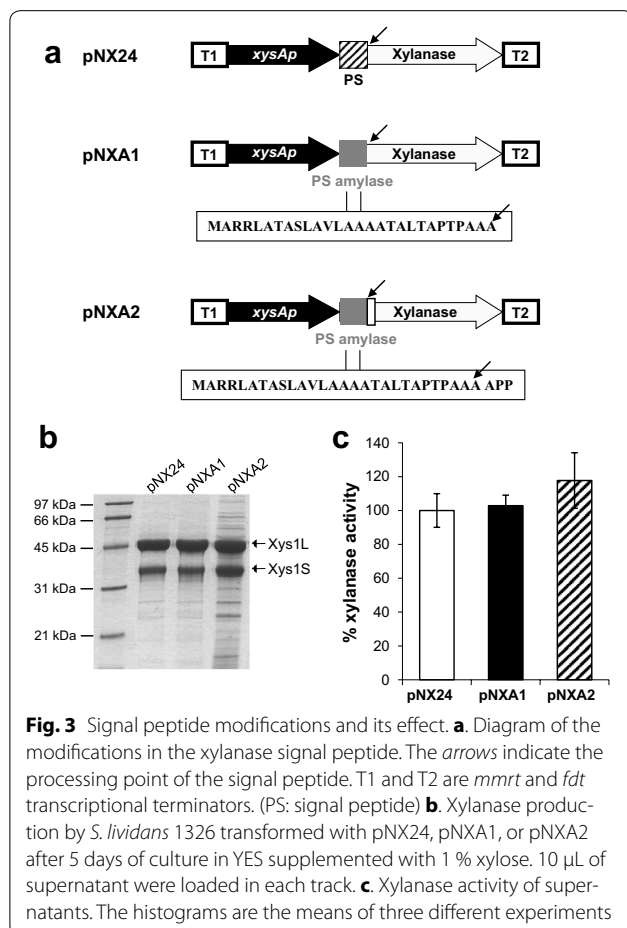 a
pNX24 T1 xysAp Xylanase T2
PS
pNXA1 T1 xysAp Xylanase T2
PS amylase
MARRLATASLAVLAAAATALTAPTPAAA
pNXA2 T1 xysAp Xylanase T2
PS amylase
MARRLATASLAVLAAAATALTAPTPAAA APP
b
pNX24 pNXA1 pNXA2
97 kDa
66 kDa
45 kDa
31 kDa
21 kDa
Xys1L
Xys1S
c
% xylanase activity
140
120
100
80
60
40
20
0
pNX24 pNXA1 pNXA2
Fig. 3 Signal peptide modifications and its effect. a. Diagram of the
modifications in the xylanase signal peptide. The arrows indicate the
processing point of the signal peptide. T1 and T2 are mmrt and fdt
transcriptional terminators. (PS: signal peptide) b. Xylanase produc-
tion by S. lividans 1326 transformed with pNX24, pNXA1, or pNXA2
after 5 days of culture in YES supplemented with 1 % xylose. 10 μL of
supernatant were loaded in each track. c. Xylanase activity of super-
natants. The histograms are the means of three different experiments